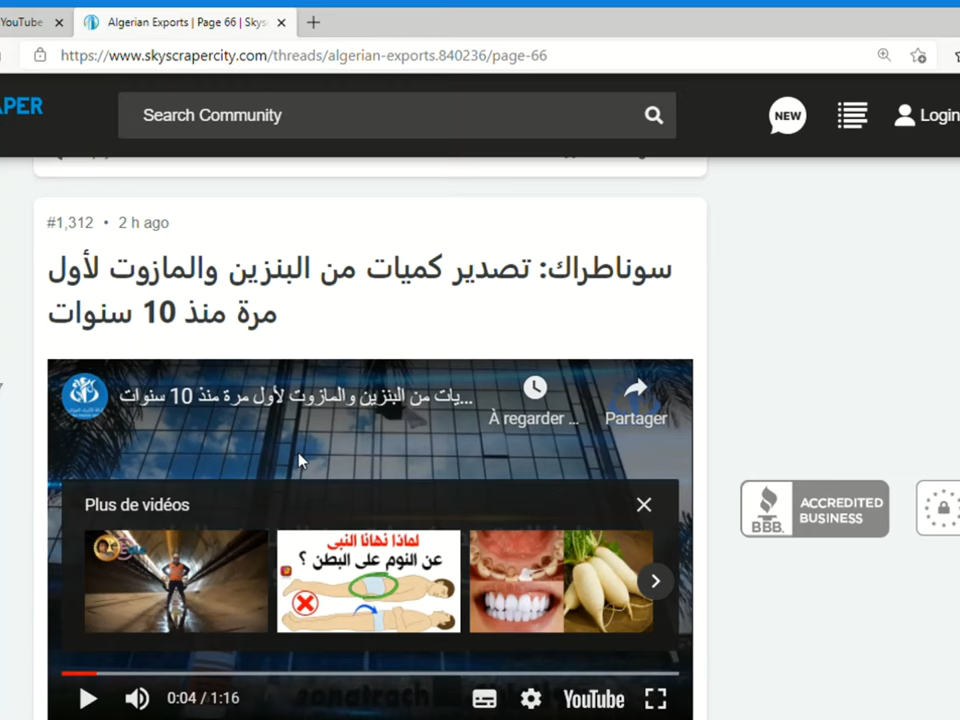 YouTube
Algerian Exports | Page 66 | Skys
https://www.skyscrapercity.com/threads/algerian-exports.840236/page-66
APER
Search Community
NEW
Login
#1,312 • 2 h ago
سوناطراك: تصدير كميات من البنزين والمازوت لأول
مرة منذ 10 سنوات
يات من البنزين والمازوت لأول مرة منذ 10 سنوات...
À regarder ...
Partager
Plus de vidéos
لماذا نهانا النبى
عن النوم على البطن ؟
BBB.
ACCREDITED
BUSINESS
0:04 / 1:16
YouTube
sonatrach